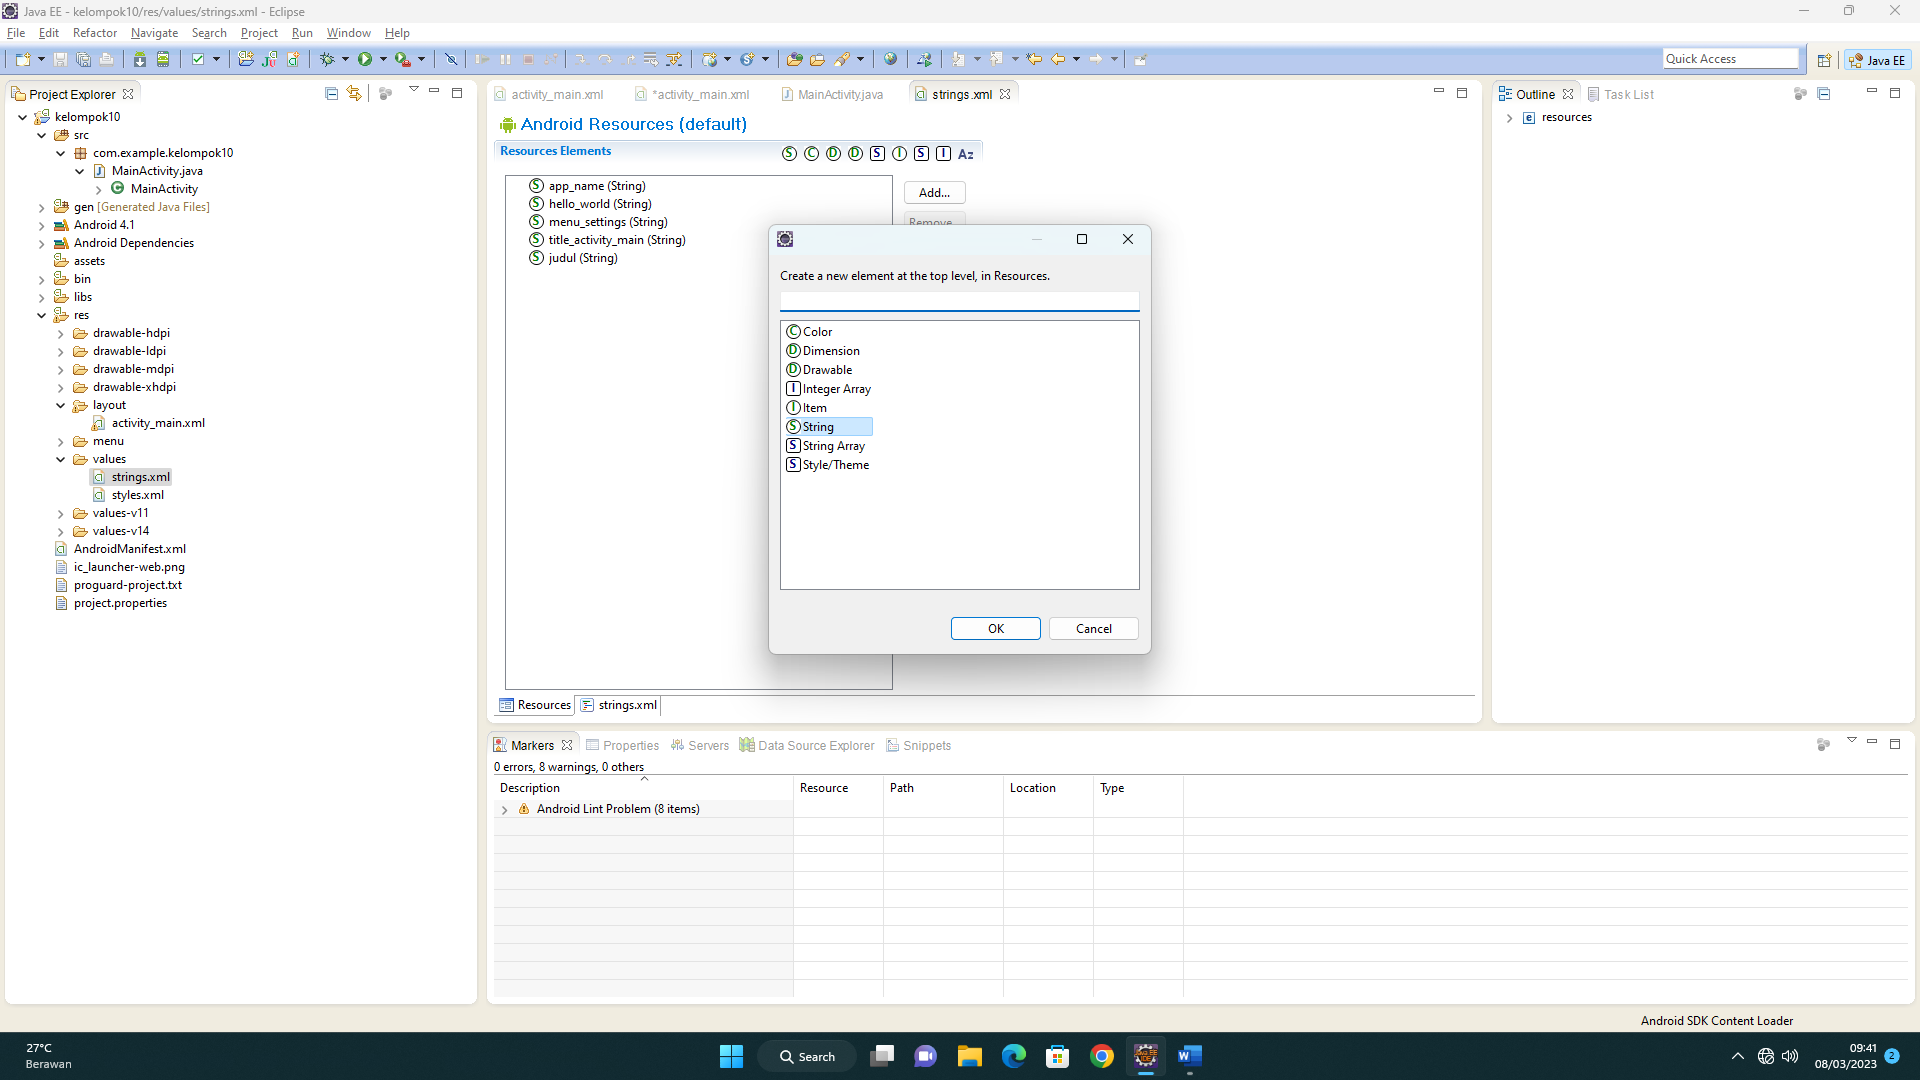 Java EE - kelompok10/res/values/strings.xml - Eclipse
File Edit Refactor Navigate Search Project Run Window Help
Quick Access
Java EE
Project Explorer
kelompok10
src
com.example.kelompok10
MainActivity.java
MainActivity
gen [Generated Java Files]
Android 4.1
Android Dependencies
assets
bin
libs
res
drawable-hdpi
drawable-ldpi
drawable-mdpi
drawable-xhdpi
layout
activity_main.xml
menu
values
strings.xml
styles.xml
values-v11
values-v14
AndroidManifest.xml
ic_launcher-web.png
proguard-project.txt
project.properties
activity_main.xml *activity_main.xml MainActivity.java strings.xml
Android Resources (default)
Resources Elements
S C D D S I S I Az
S app_name (String)
S hello_world (String)
S menu_settings (String)
S title_activity_main (String)
S judul (String)
Add...
Remove...
Create a new element at the top level, in Resources.
C Color
D Dimension
D Drawable
I Integer Array
I Item
S String
S String Array
S Style/Theme
OK Cancel
Resources strings.xml
Outline Task List
e resources
Markers Properties Servers Data Source Explorer Snippets
0 errors, 8 warnings, 0 others
Description Resource Path Location Type
Android Lint Problem (8 items)
Android SDK Content Loader
27°C
Berawan
Search
09:41
08/03/2023
2